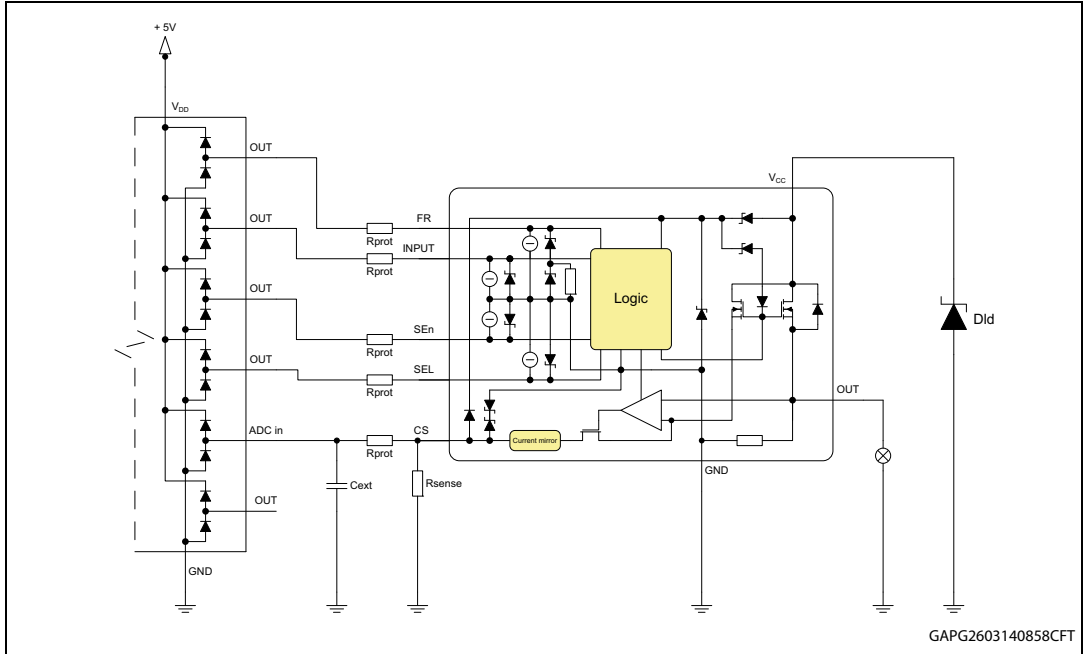 + 5V
VDD
OUT
OUT
OUT
OUT
ADC in
OUT
GND
Rprot
Rprot
Rprot
Rprot
Rprot
Cext
Rsense
FR
INPUT
SEn
SEL
CS
Logic
Current mirror
VCC
OUT
GND
Dld
GAPG2603140858CFT